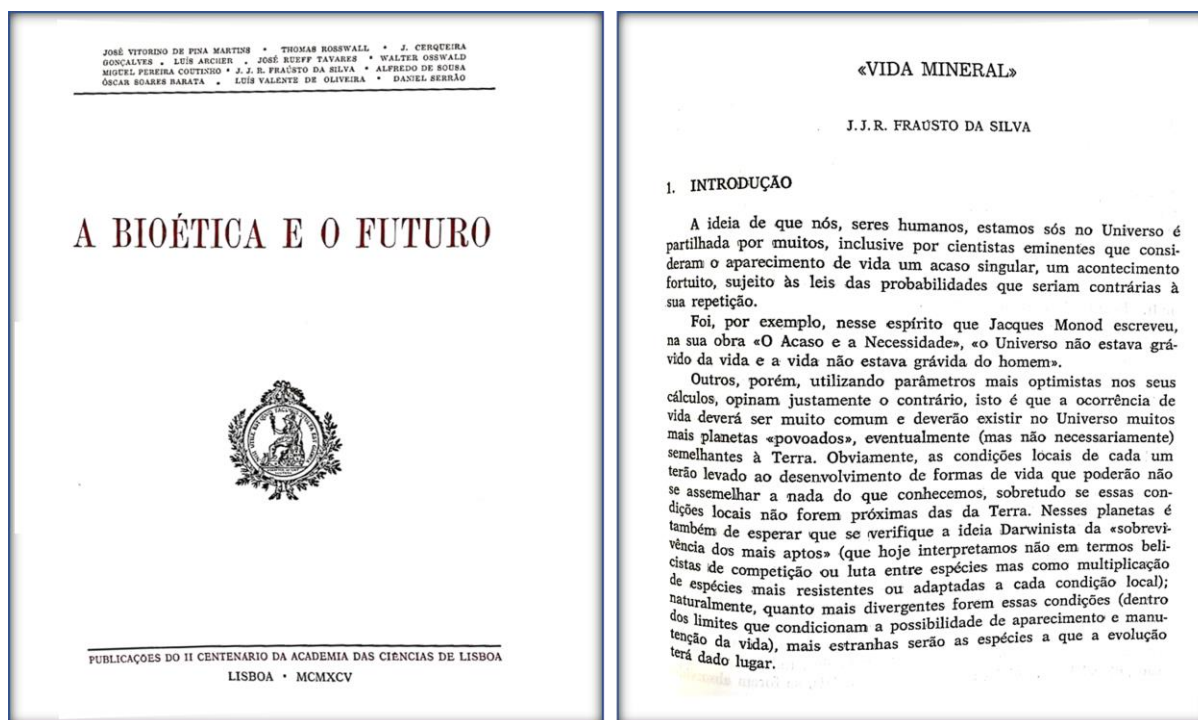 JOSÉ VITORINO DE PINA MARTINS • THOMAS ROSSWALL • J. CERQUEIRA
GONÇALVES . LUÍS ARCHER . JOSÉ RUEFF TAVARES • WALTER OSSWALD
MIGUEL PEREIRA COUTINHO • J. J. R. FRAÚSTO DA SILVA • ALFREDO DE SOUSA
ÓSCAR SOARES BARATA . LUÍS VALENTE DE OLIVEIRA • DANIEL SERRÃO
A BIOÉTICA E O FUTURO
PUBLICAÇÕES DO II CENTENÁRIO DA ACADEMIA DAS CIÊNCIAS DE LISBOA
LISBOA • MCMXCV
«VIDA MINERAL»
J. J. R. FRAÚSTO DA SILVA
1. INTRODUÇÃO
A ideia de que nós, seres humanos, estamos sós no Universo é
partilhada por muitos, inclusive por cientistas eminentes que consi-
deram o aparecimento de vida um acaso singular, um acontecimento
fortuito, sujeito às leis das probabilidades que seriam contrárias à
sua repetição.
Foi, por exemplo, nesse espírito que Jacques Monod escreveu,
na sua obra «O Acaso e a Necessidade», «o Universo não estava grá-
vido da vida e a vida não estava grávida do homem».
Outros, porém, utilizando parâmetros mais optimistas nos seus
cálculos, opinam justamente o contrário, isto é que a ocorrência de
vida deverá ser muito comum e deverão existir no Universo muitos
mais planetas «povoados», eventualmente (mas não necessariamente)
semelhantes à Terra. Obviamente, as condições locais de cada um
terão levado ao desenvolvimento de formas de vida que poderão não
se assemelhar a nada do que conhecemos, sobretudo se essas con-
dições locais não forem próximas das da Terra. Nesses planetas é
também de esperar que se verifique a ideia Darwinista da «sobrevi-
vência dos mais aptos» (que hoje interpretamos não em termos beli-
cistas de competição ou luta entre espécies mas como multiplicação
de espécies mais resistentes ou adaptadas a cada condição local);
naturalmente, quanto mais divergentes forem essas condições (dentro
dos limites que condicionam a possibilidade de aparecimento e manu-
tenção da vida), mais estranhas serão as espécies a que a evolução
terá dado lugar.